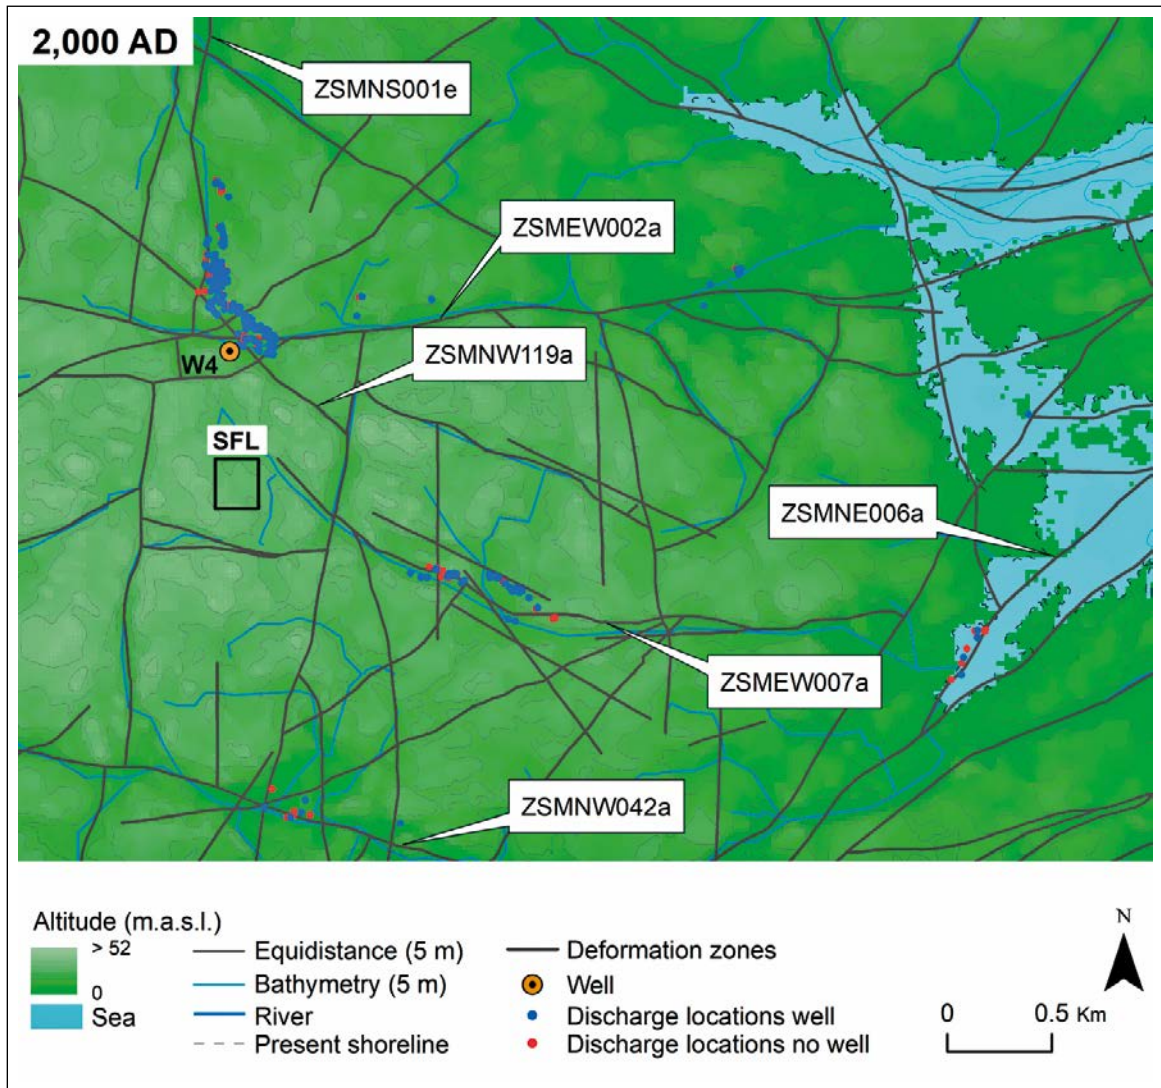 2,000 AD
ZSMNS001e
ZSMEW002a
ZSMNW119a
W4
SFL
ZSMNE006a
ZSMEW007a
ZSMNW042a
Altitude (m.a.s.l.)
> 52
0
Sea
Equidistance (5 m)
Bathymetry (5 m)
River
Present shoreline
Deformation zones
Well
Discharge locations well
Discharge locations no well
N
0 0.5 Km